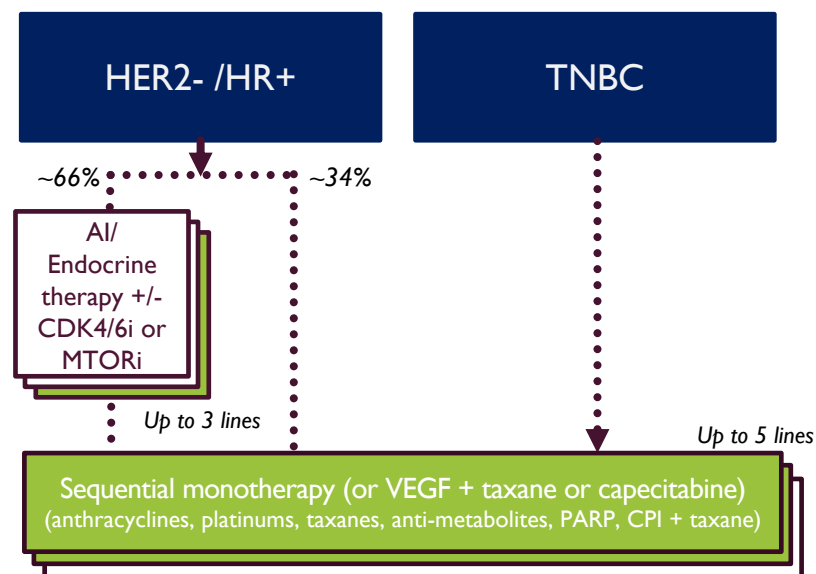 HER2- /HR+
TNBC
~66%
~34%
AI/
Endocrine
therapy +/-
CDK4/6i or
MTORi
Up to 3 lines
Up to 5 lines
Sequential monotherapy (or VEGF + taxane or capecitabine)
(anthracyclines, platinums, taxanes, anti-metabolites, PARP, CPI + taxane)